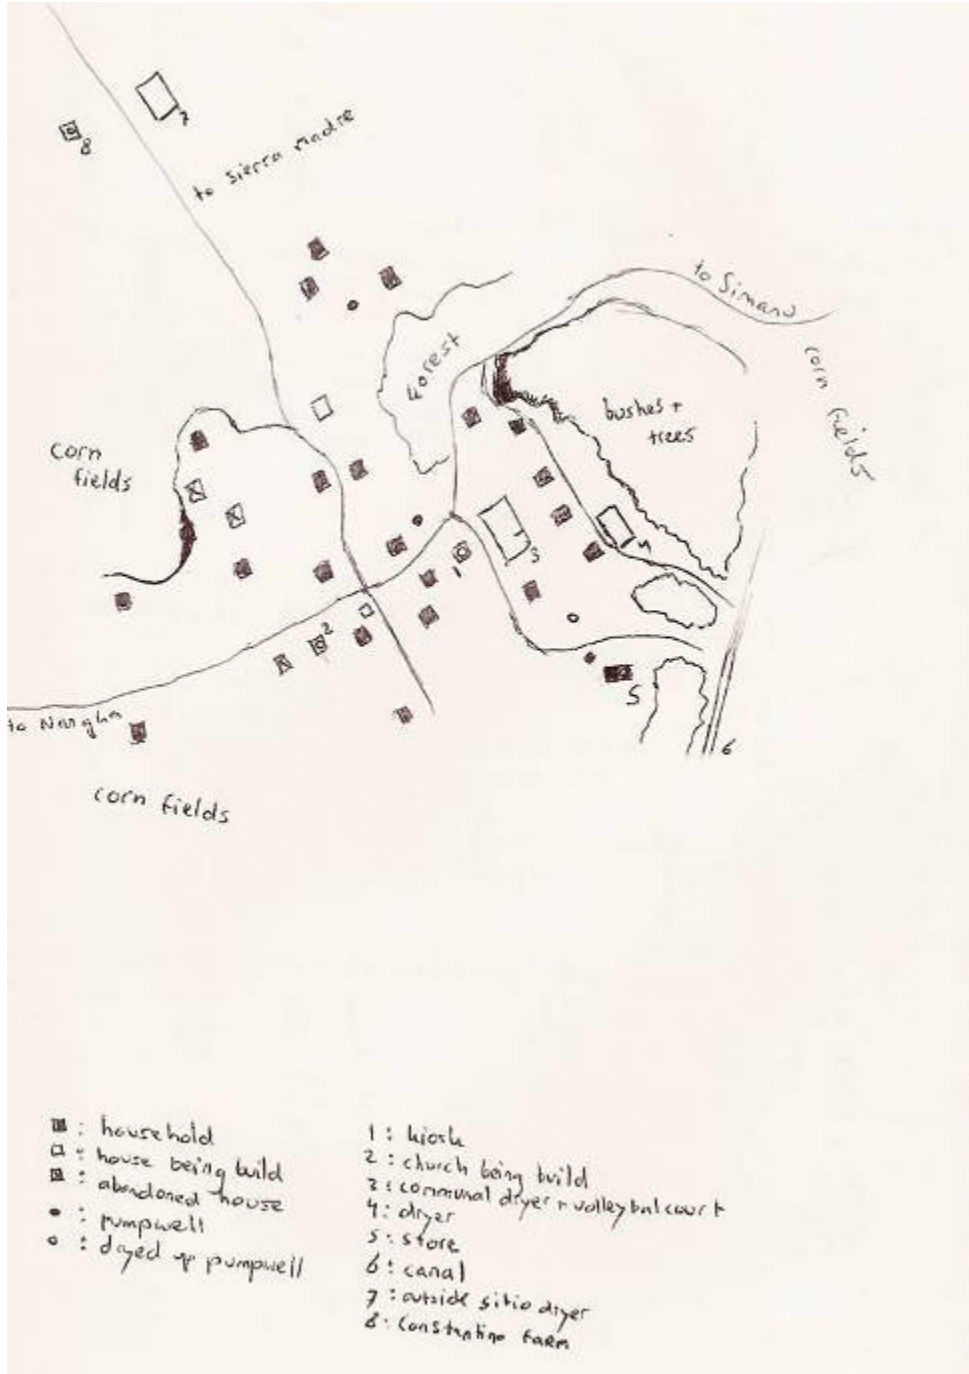 7
8
to sierra madre
to Simanu
Forest
corn fields
bushes +
trees
corn
fields
3
4
1
2
5
to
6
corn fields
: household
: house being build
: abandoned house
: pumpwell
: dryed up pumpwell
1 : kiosk
2 : church being build
3 : communal dryer + volleybal court
4 : dryer
5 : store
6 : canal
7 : outside sitio dryer
8 : Constantino farm